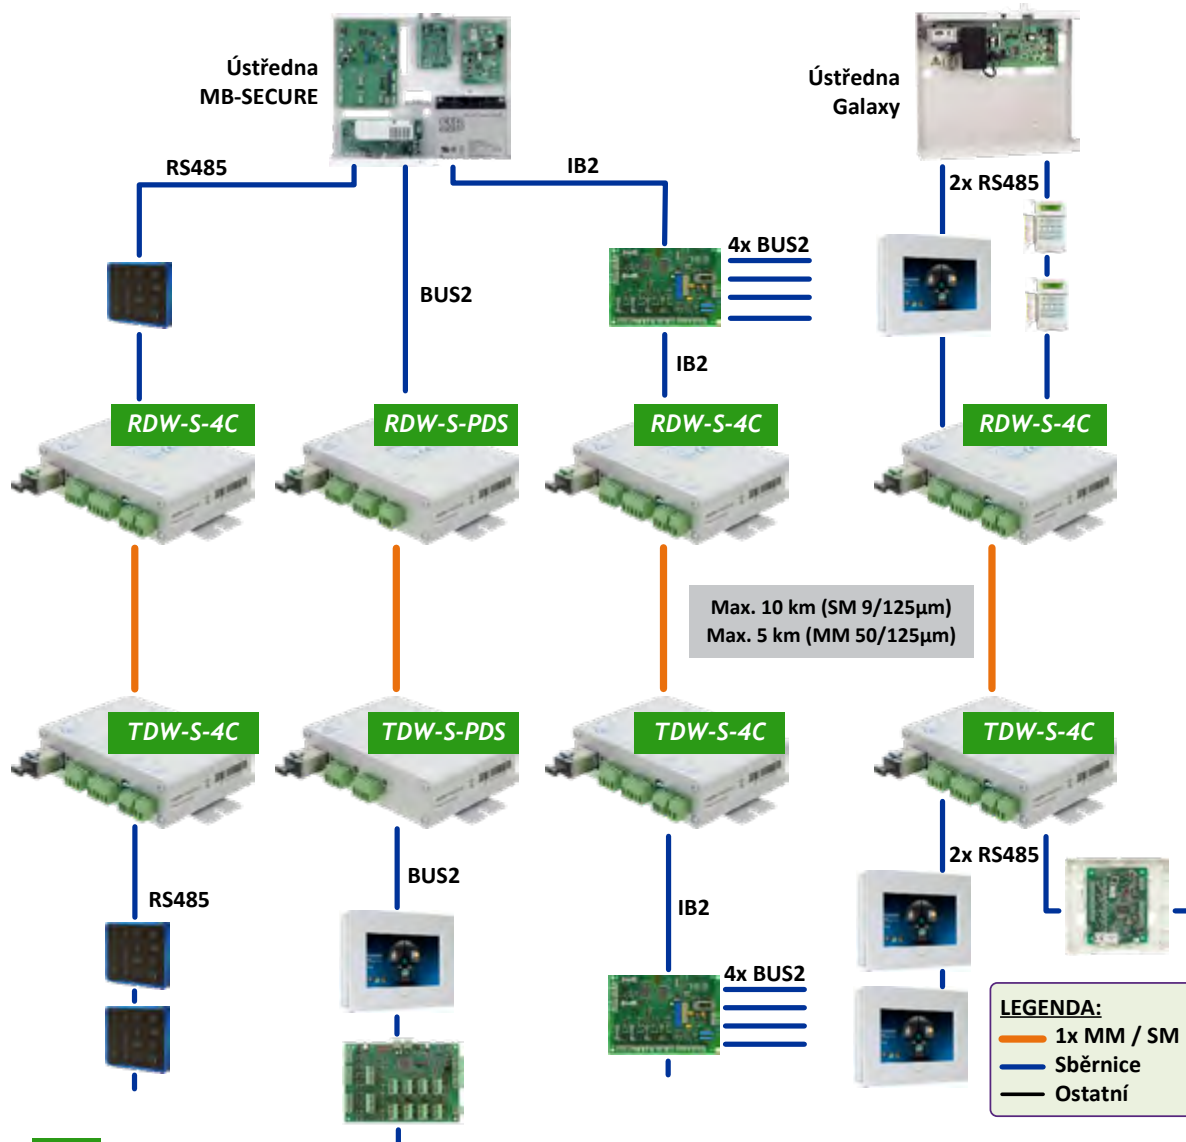 Ústředna
MB-SECURE
Ústředna
Galaxy
RS485
IB2
2x RS485
4x BUS2
BUS2
IB2
RDW-S-4C
RDW-S-PDS
RDW-S-4C
RDW-S-4C
Max. 10 km (SM 9/125µm)
Max. 5 km (MM 50/125µm)
TDW-S-4C
TDW-S-PDS
TDW-S-4C
TDW-S-4C
RS485
BUS2
IB2
2x RS485
4x BUS2
LEGENDA:
1x MM / SM
Sběrnice
Ostatní